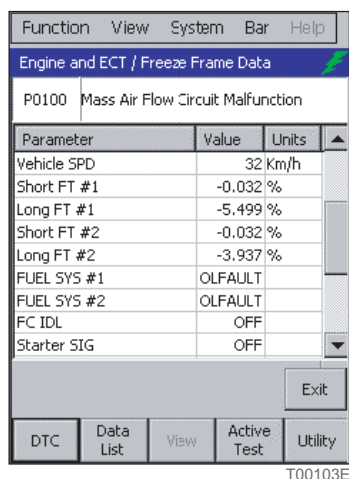 Function View System Bar Help
Engine and ECT / Freeze Frame Data
P0100 Mass Air Flow Circuit Malfunction
Parameter Value Units
Vehicle SPD 32 Km/h
Short FT #1 -0.032 %
Long FT #1 -5.499 %
Short FT #2 -0.032 %
Long FT #2 -3.937 %
FUEL SYS #1 OLFAULT
FUEL SYS #2 OLFAULT
FC IDL OFF
Starter SIG OFF
Exit
DTC Data List View Active Test Utility
T00103E